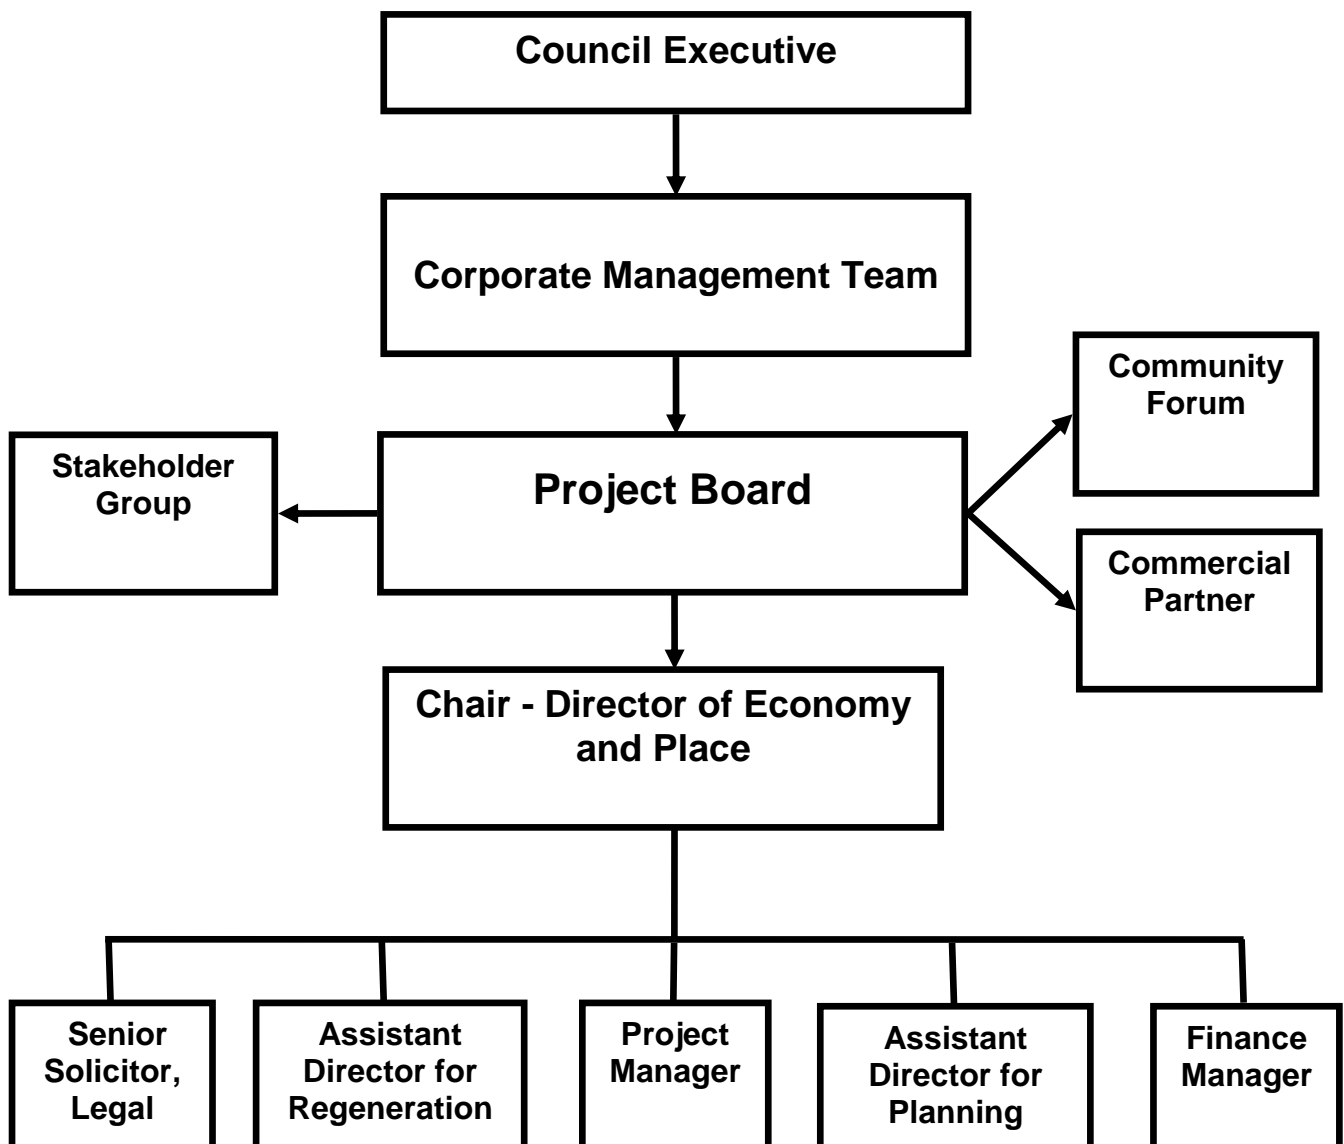 Council Executive
Corporate Management Team
Community
Forum
Stakeholder
Group
Project Board
Commercial
Partner
Chair - Director of Economy
and Place
Senior
Solicitor,
Legal
Assistant
Director for
Regeneration
Project
Manager
Assistant
Director for
Planning
Finance
Manager